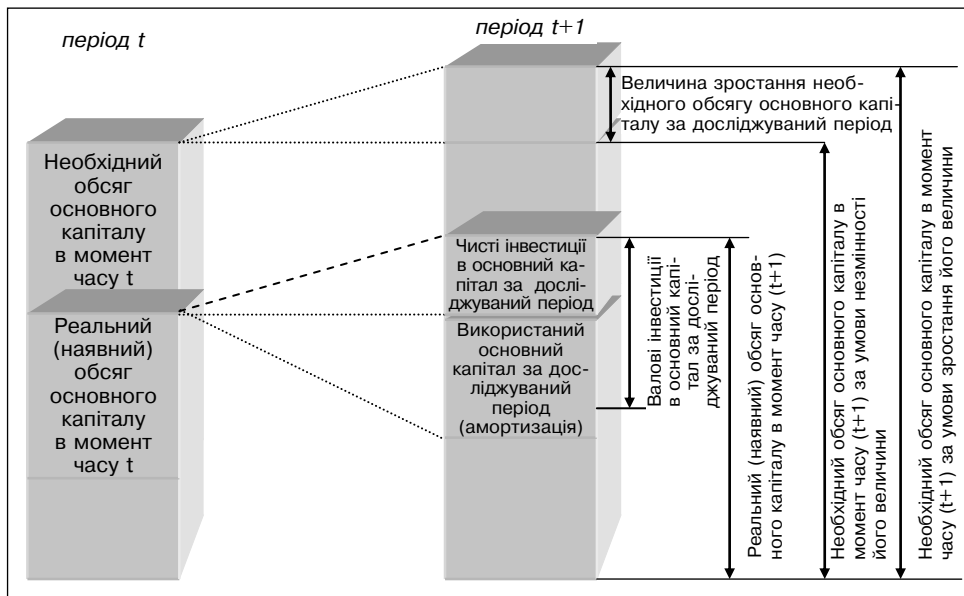 період t
період t+1
Необхідний
обсяг
основного
капіталу
в момент
часу t
Реальний
(наявний)
обсяг
основного
капіталу
в момент
часу t
Чисті інвестиції
в основний ка-
пітал за дослі-
джуваний період
Використаний
основний
капітал за дос-
ліджуваний
період
(амортизація)
Величина зростання необ-
хідного обсягу основного капі-
талу за досліджуваний період
Валові інвестиції
в основний капі-
тал за дослі-
джуваний період
Реальний (наявний) обсяг основ-
ного капіталу в момент часу (t+1)
Необхідний обсяг основного капіталу в
момент часу (t+1) за умови незмінності
його величини
Необхідний обсяг основного капіталу в момент
часу (t+1) за умови зростання його величини